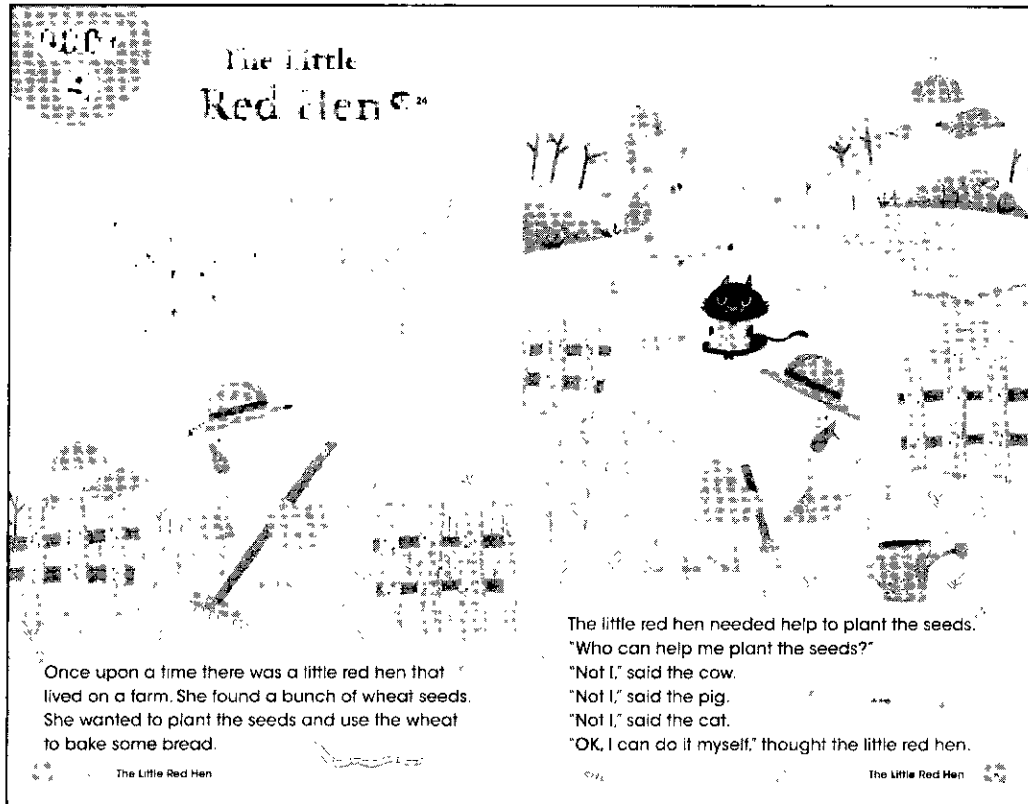 The Little
Red Hen 24
Once upon a time there was a little red hen that
lived on a farm. She found a bunch of wheat seeds.
She wanted to plant the seeds and use the wheat
to bake some bread.
The Little Red Hen
The little red hen needed help to plant the seeds.
"Who can help me plant the seeds?"
"Not I," said the cow.
"Not I," said the pig.
"Not I," said the cat.
"OK, I can do it myself," thought the little red hen.
The Little Red Hen